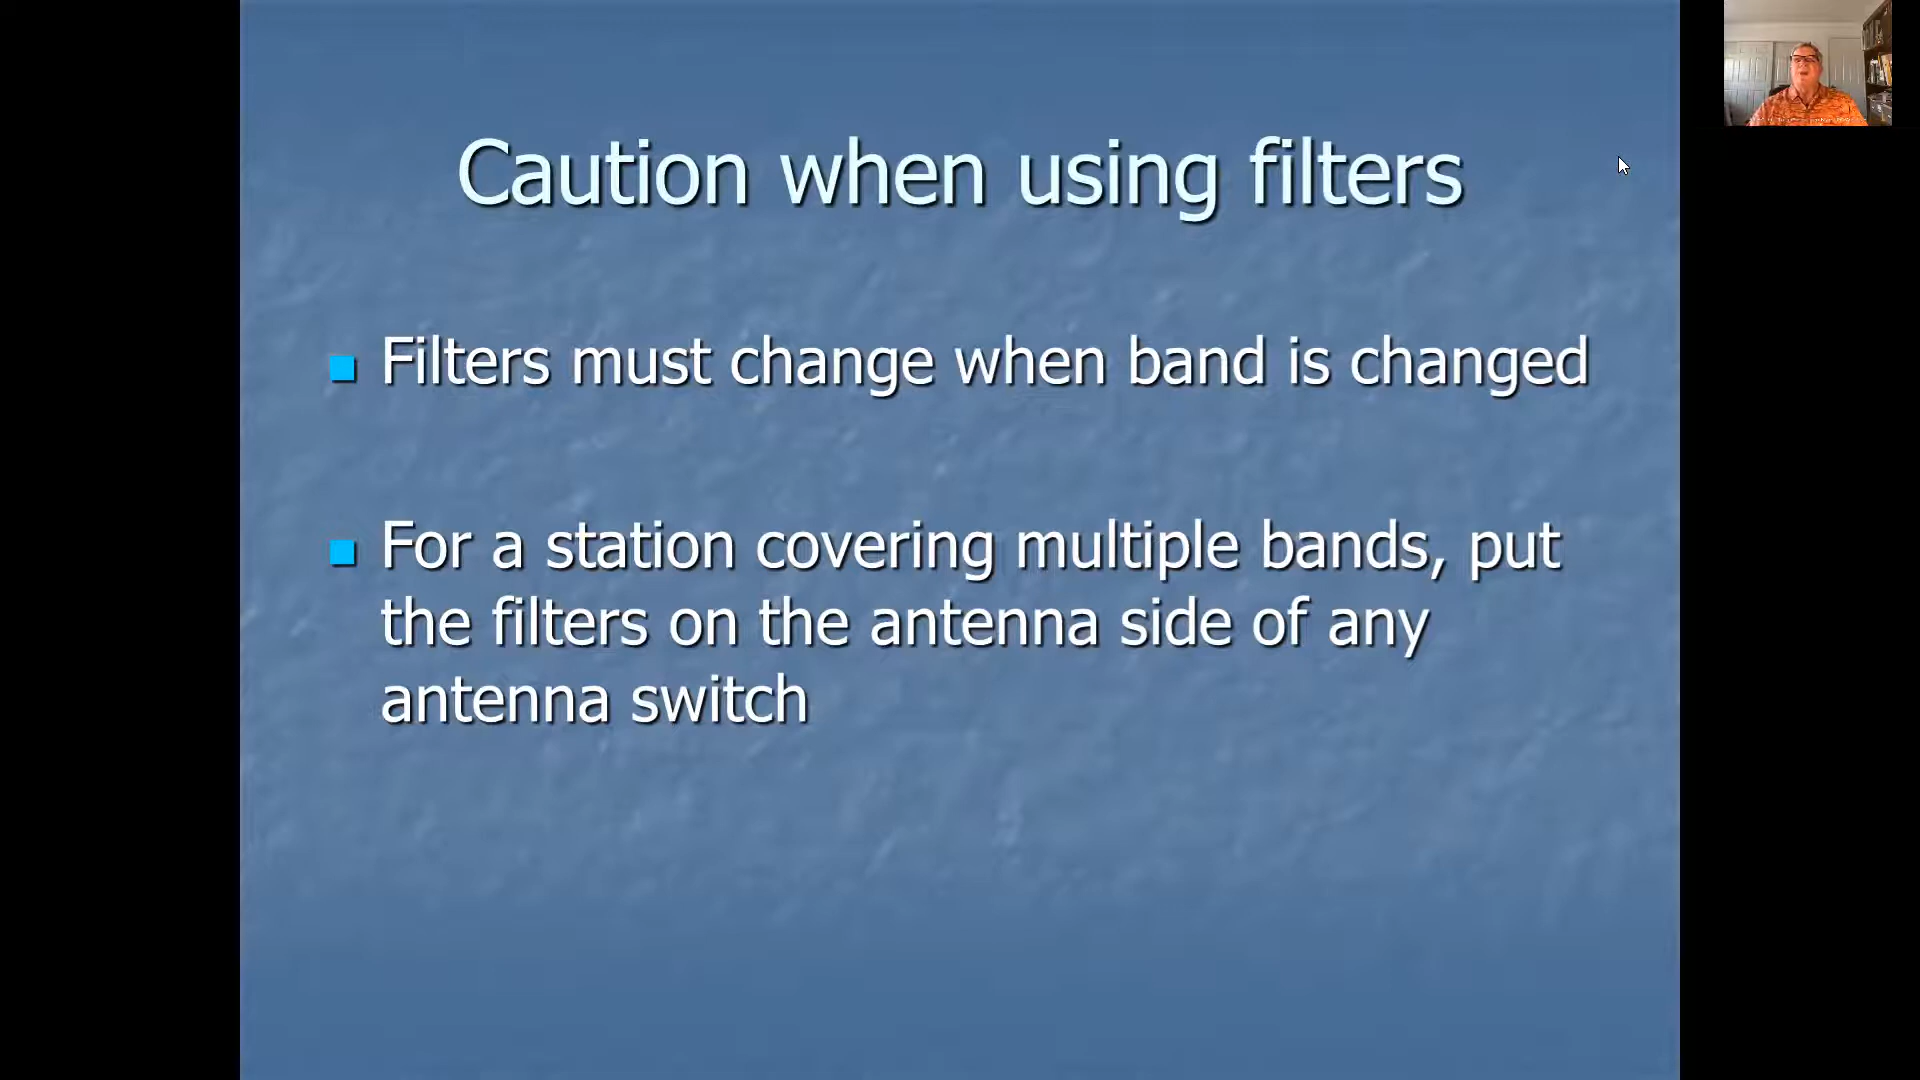 Caution when using filters
Filters must change when band is changed
For a station covering multiple bands, put
the filters on the antenna side of any
antenna switch